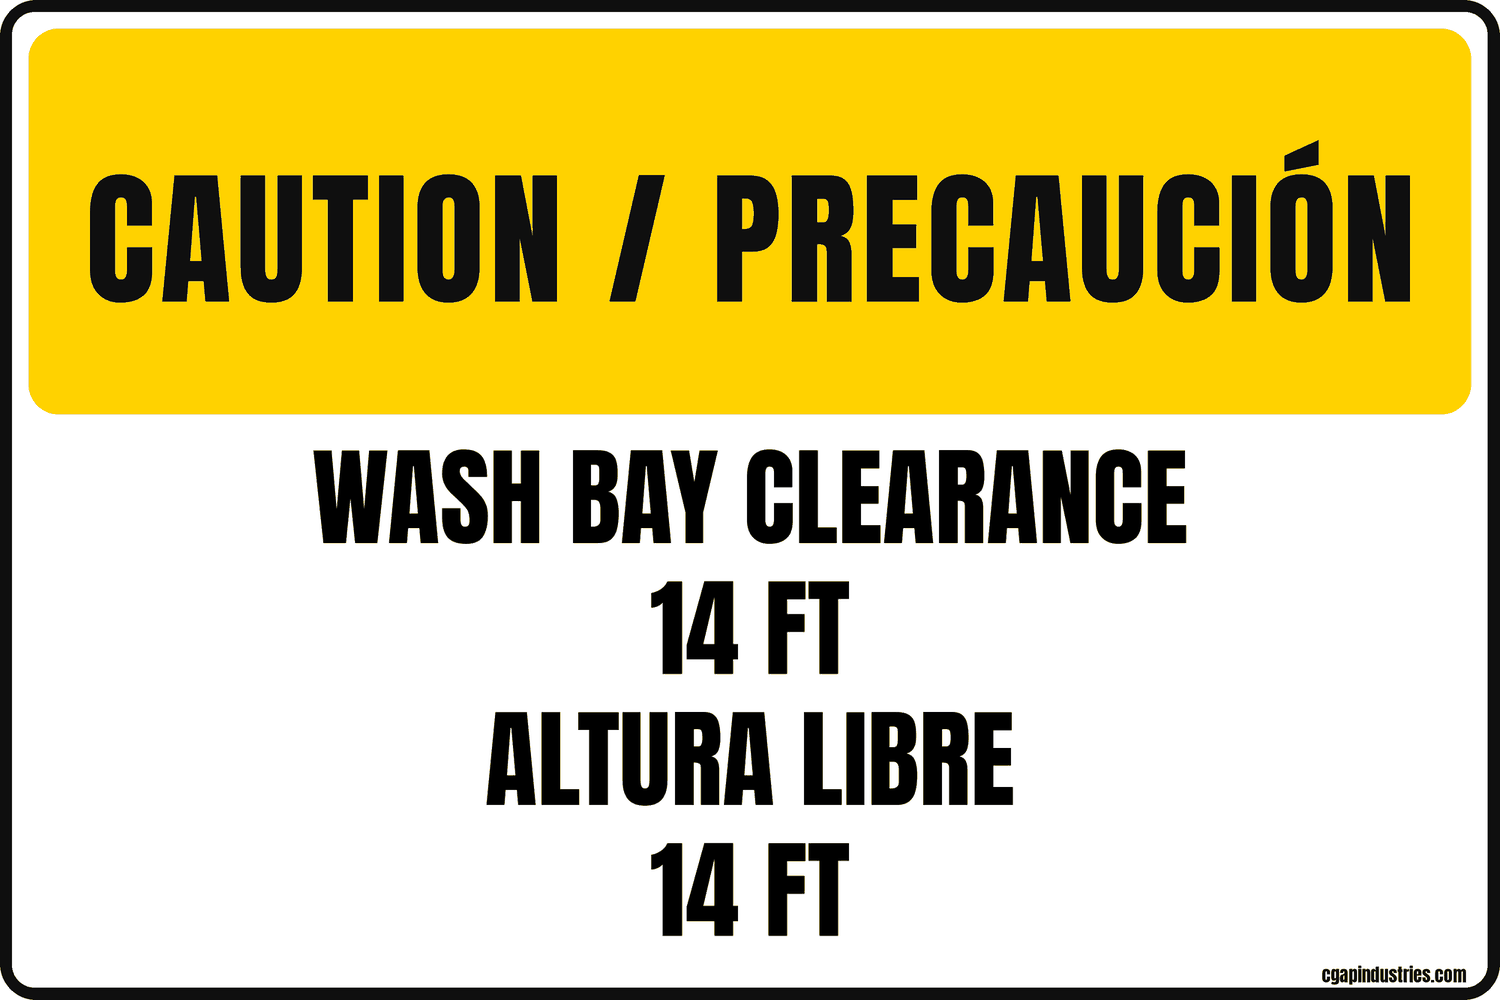 CAUTION / PRECAUCIÓN
WASH BAY CLEARANCE
14 FT
ALTURA LIBRE
14 FT
cgapindustries.com